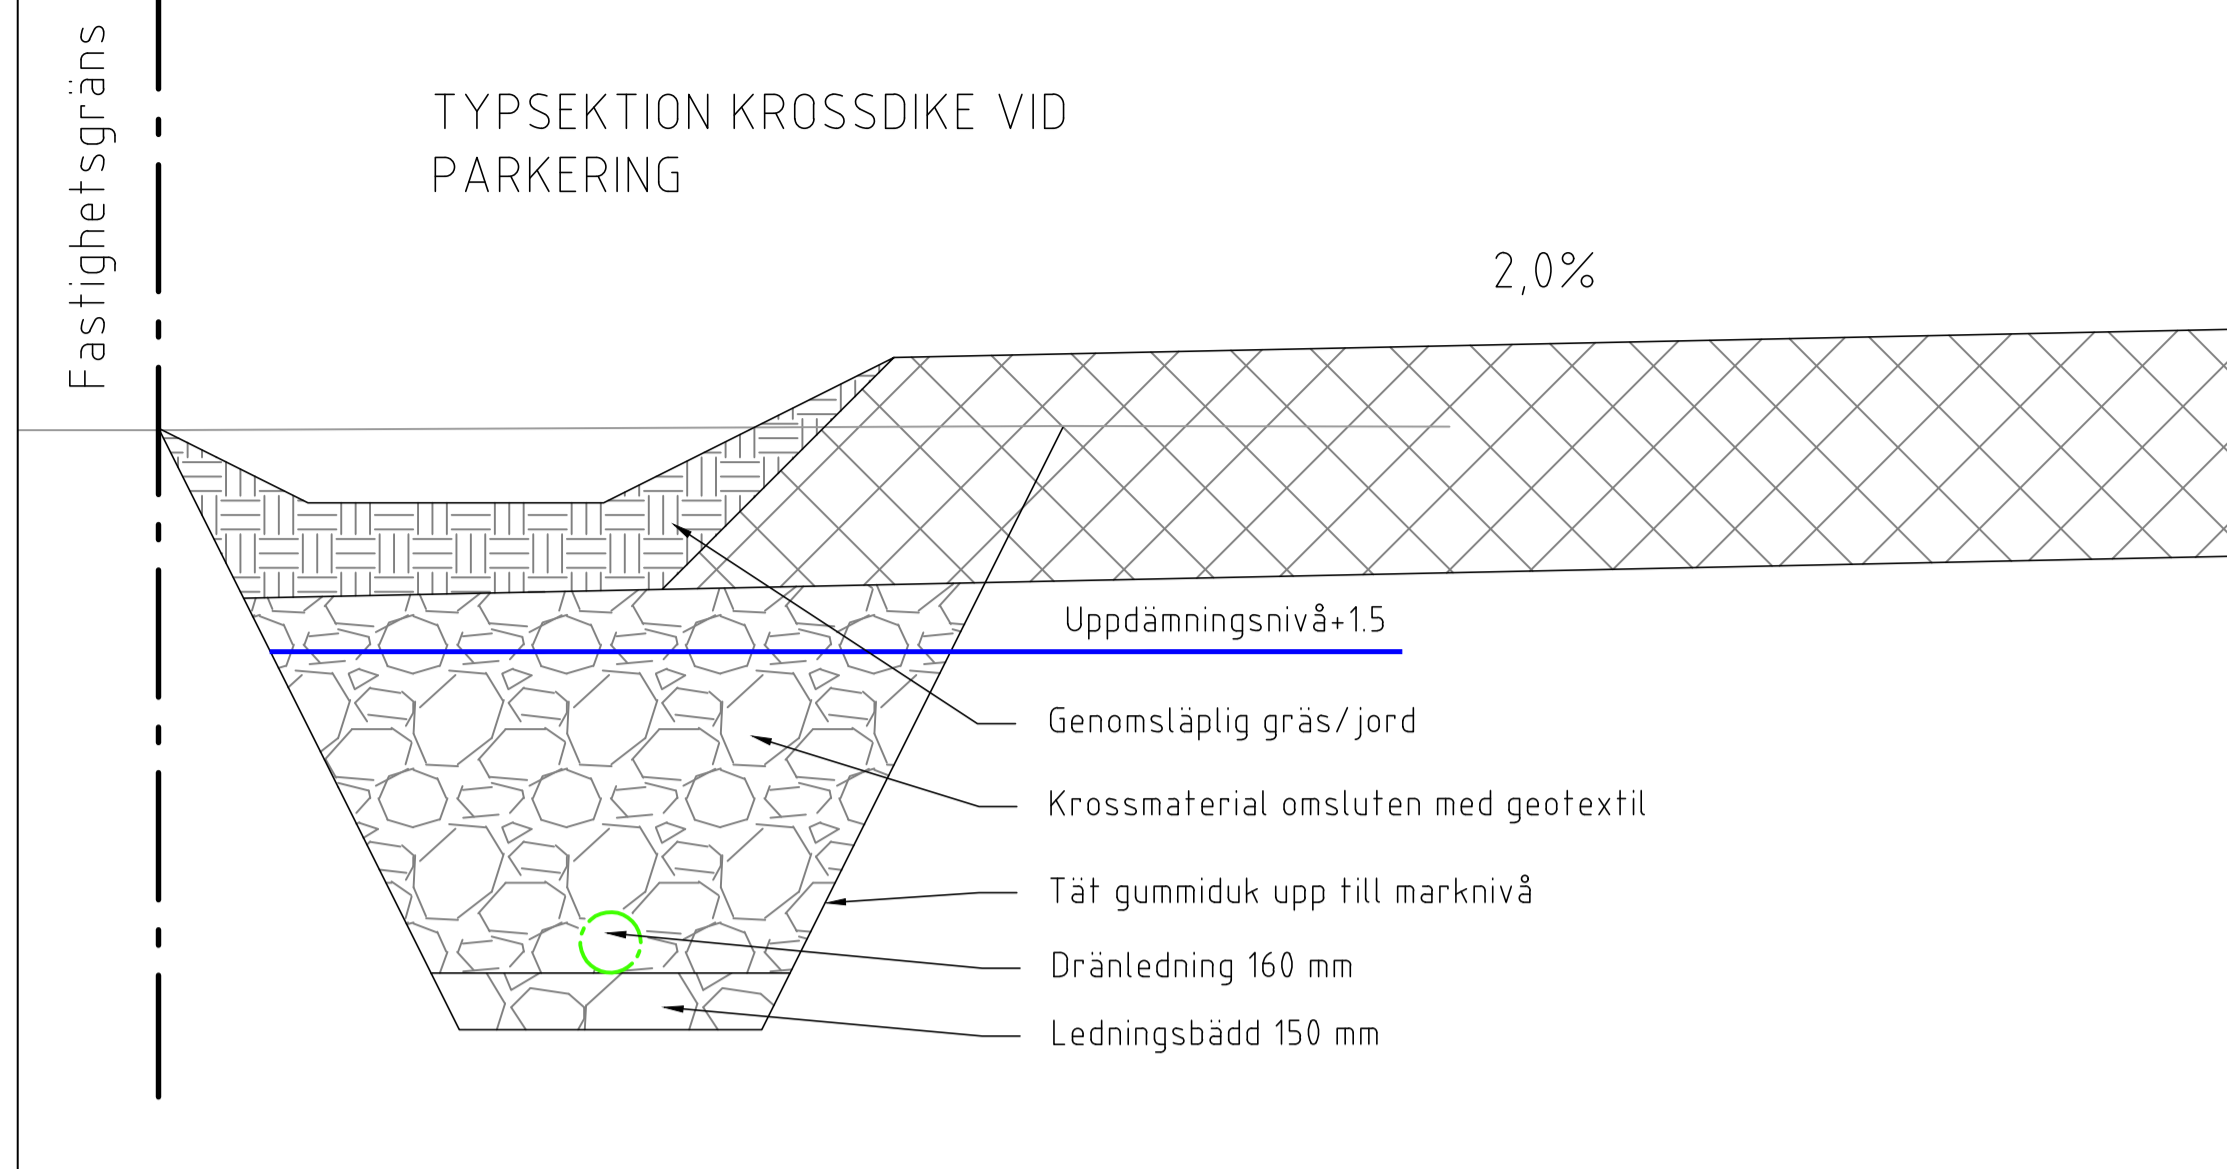 Fastighetsgräns
TYPSEKTION KROSSDIKE VID
PARKERING
2,0%
Uppdämningsnivå+1.5
Genomsläplig gräs/jord
Krossmaterial omsluten med geotextil
Tät gummiduk upp till marknivå
Dränledning 160 mm
Ledningsbädd 150 mm